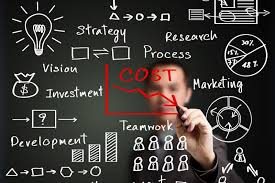 Strategy
Research
Process
Vision
COST
Marketing
Investment
Teamwork
Development